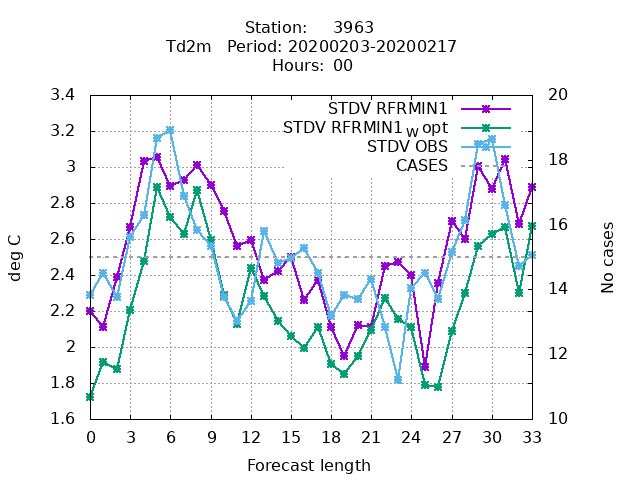 Station: 3963
Td2m Period: 20200203-20200217
Hours: 00
STDV RFRMIN1
STDV RFRMIN1w opt
STDV OBS
CASES
deg C
No cases
3.4
3.2
3
2.8
2.6
2.4
2.2
2
1.8
1.6
20
18
16
14
12
10
0 3 6 9 12 15 18 21 24 27 30 33
Forecast length